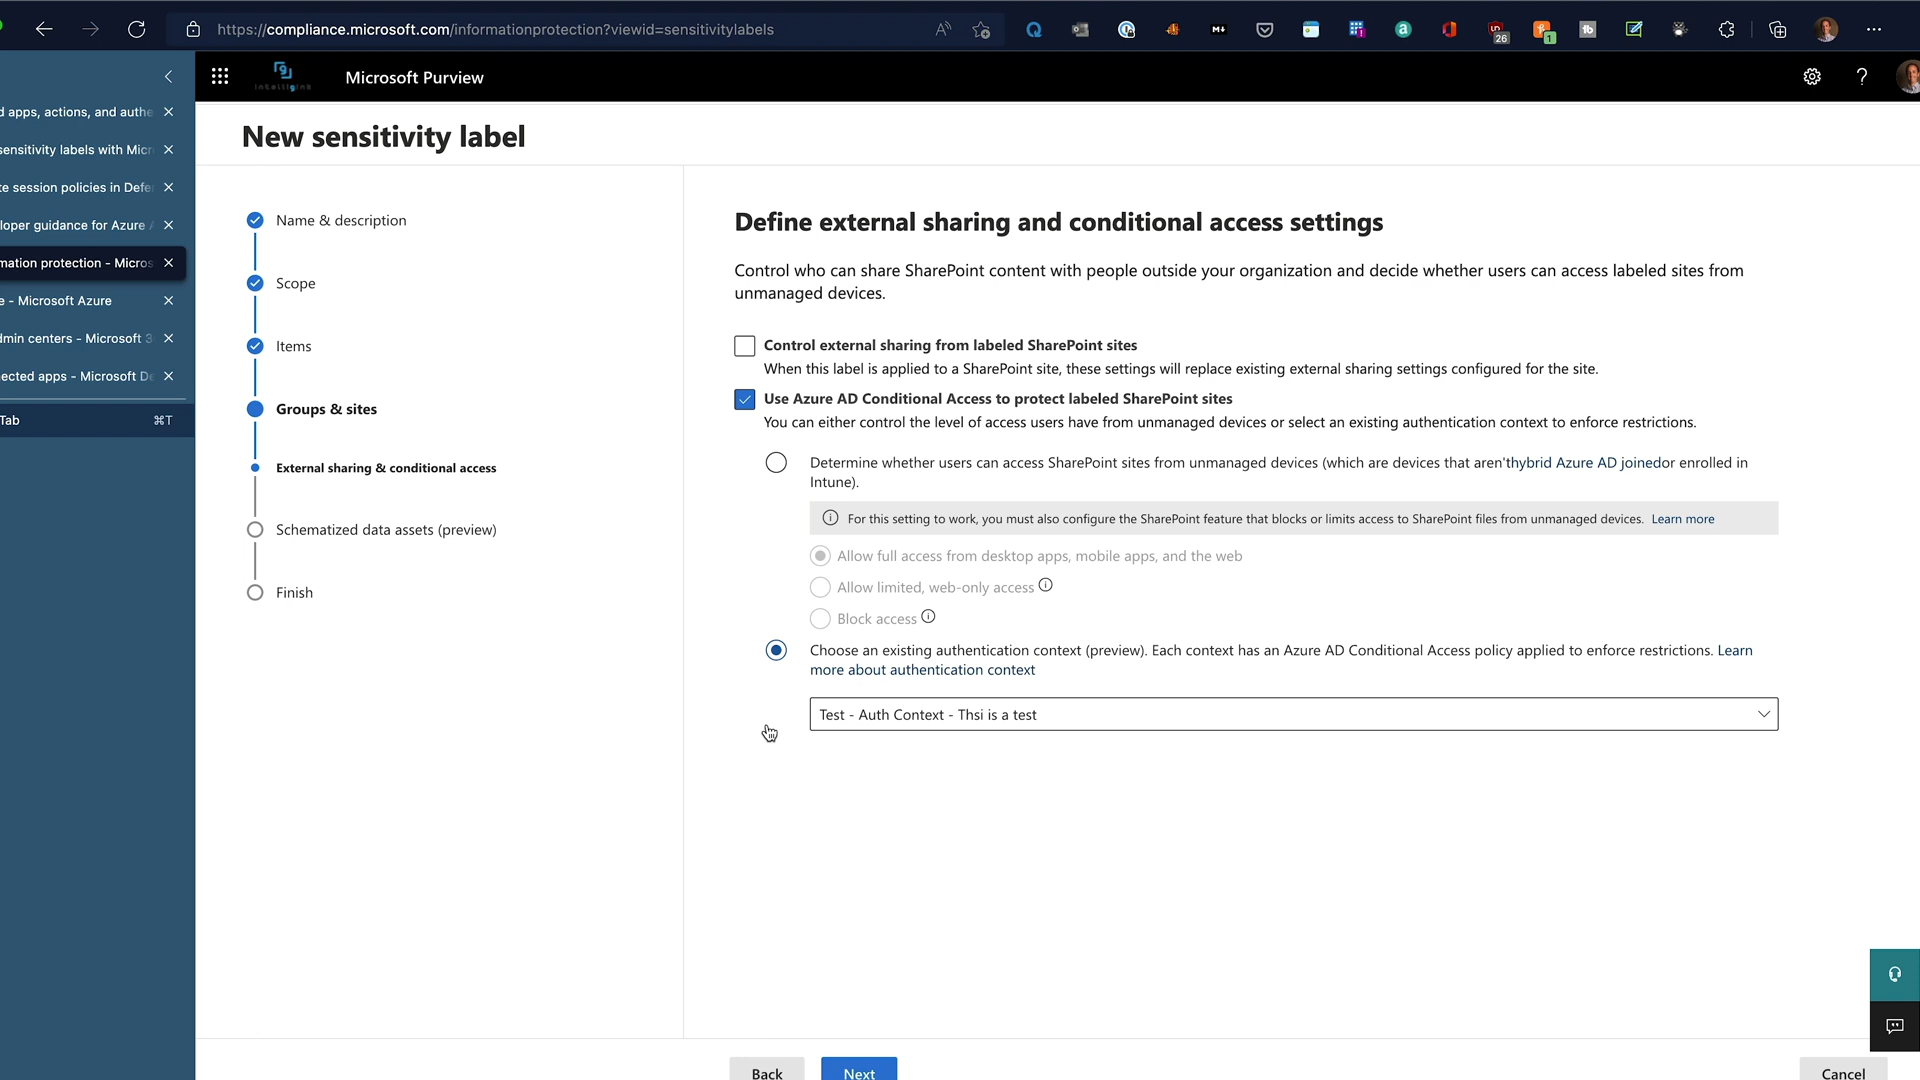 https://compliance.microsoft.com/informationprotection?viewid=sensitivitylabels
26
1
intelligink
Microsoft Purview
?
d apps, actions, and authe
sensitivity labels with Micr
te session policies in Defe
loper guidance for Azure A
mation protection - Micros
e - Microsoft Azure
dmin centers - Microsoft 3
ected apps - Microsoft De
Tab ⌘T
New sensitivity label
Name & description
Scope
Items
Groups & sites
External sharing & conditional access
Schematized data assets (preview)
Finish
Define external sharing and conditional access settings
Control who can share SharePoint content with people outside your organization and decide whether users can access labeled sites from
unmanaged devices.
Control external sharing from labeled SharePoint sites
When this label is applied to a SharePoint site, these settings will replace existing external sharing settings configured for the site.
Use Azure AD Conditional Access to protect labeled SharePoint sites
You can either control the level of access users have from unmanaged devices or select an existing authentication context to enforce restrictions.
Determine whether users can access SharePoint sites from unmanaged devices (which are devices that aren'thybrid Azure AD joinedor enrolled in
Intune).
For this setting to work, you must also configure the SharePoint feature that blocks or limits access to SharePoint files from unmanaged devices. Learn more
Allow full access from desktop apps, mobile apps, and the web
Allow limited, web-only access
Block access
Choose an existing authentication context (preview). Each context has an Azure AD Conditional Access policy applied to enforce restrictions. Learn
more about authentication context
Test - Auth Context - Thsi is a test
Back
Next
Cancel